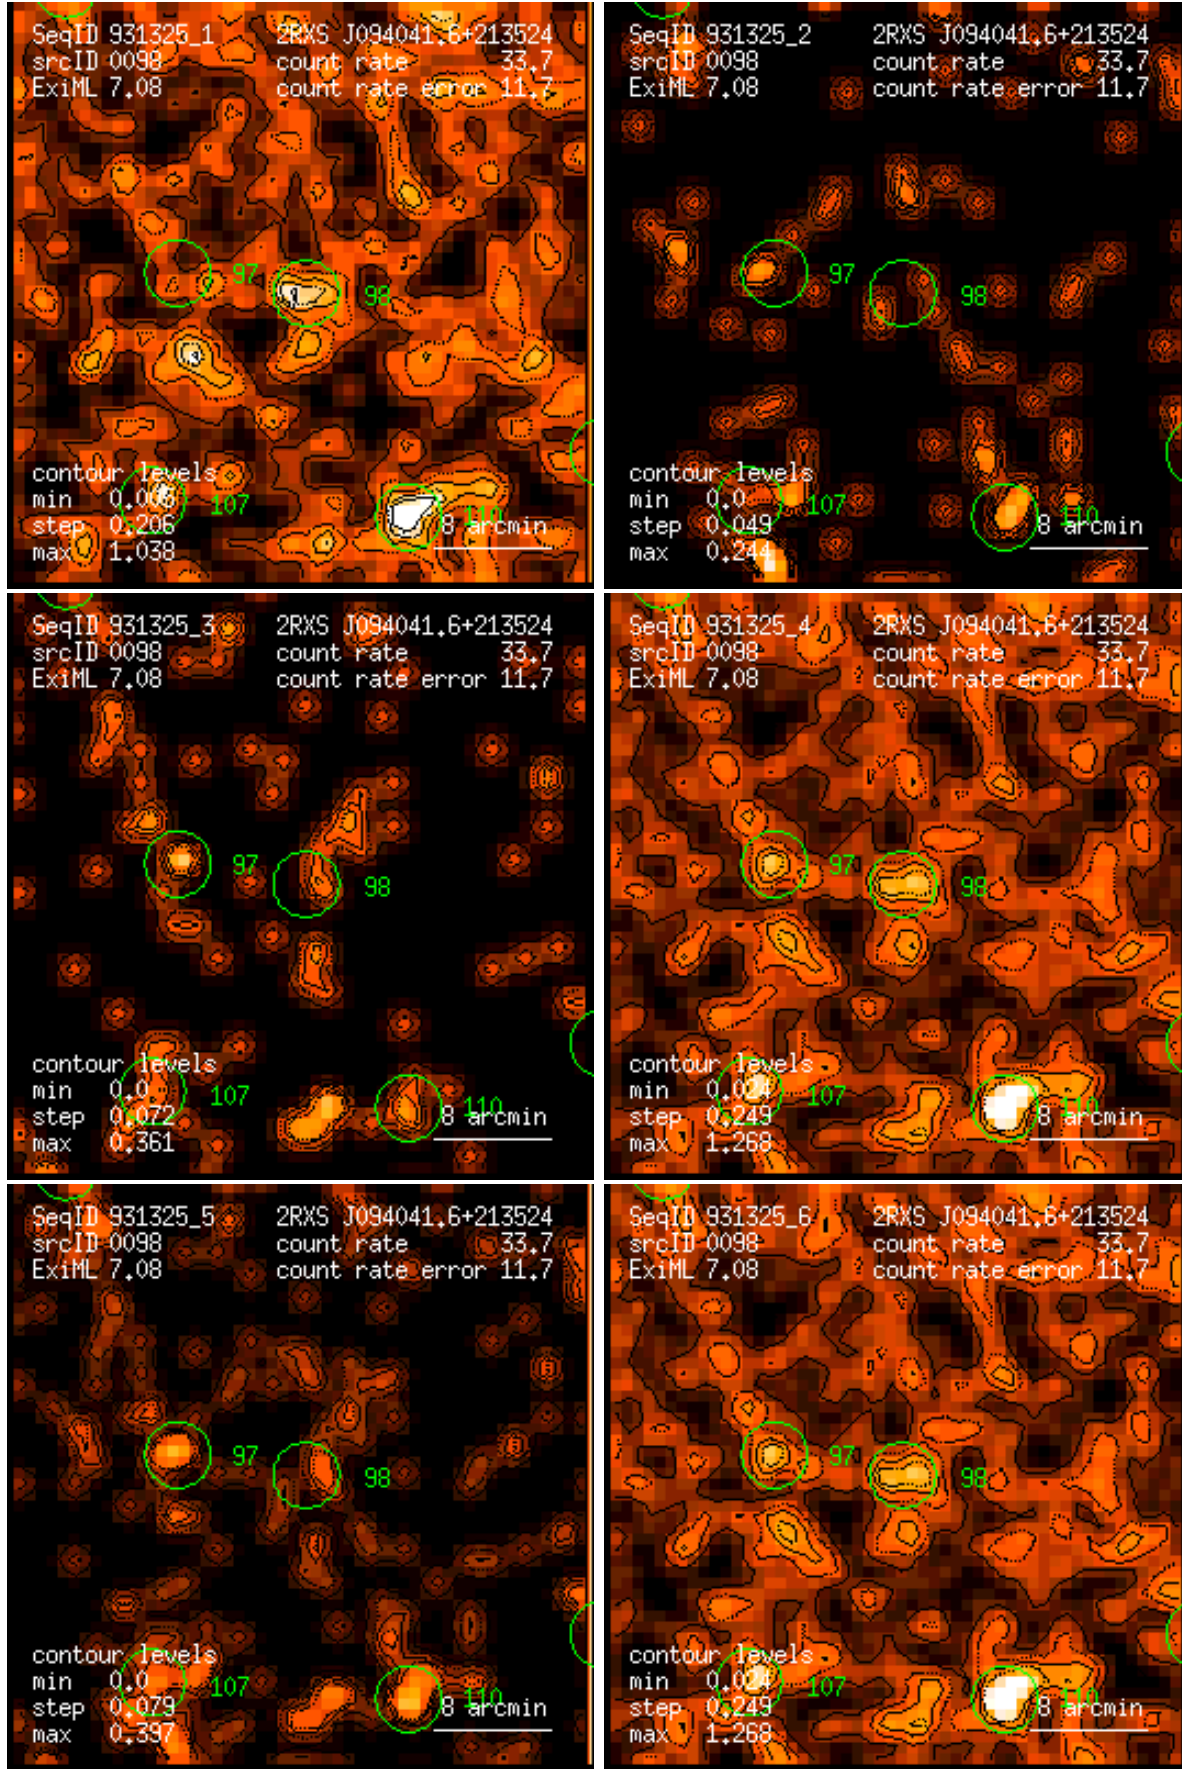 SeqID 931325_1 2RXS J094041.6+213524
srcID 0098 count rate 33.7
ExiML 7.08 count rate error 11.7
97
98
contour levels
min 0.006
107
110
step 0.206
8 arcmin
max 1.038
SeqID 931325_2 2RXS J094041.6+213524
srcID 0098 count rate 33.7
ExiML 7.08 count rate error 11.7
97
98
contour levels
min 0.0
107
110
step 0.049
8 arcmin
max 0.244
SeqID 931325_3 2RXS J094041.6+213524
srcID 0098 count rate 33.7
ExiML 7.08 count rate error 11.7
97
98
contour levels
min 0.0
107
110
step 0.072
8 arcmin
max 0.361
SeqID 931325_4 2RXS J094041.6+213524
srcID 0098 count rate 33.7
ExiML 7.08 count rate error 11.7
97
98
contour levels
min 0.024
107
110
step 0.249
8 arcmin
max 1.268
SeqID 931325_5 2RXS J094041.6+213524
srcID 0098 count rate 33.7
ExiML 7.08 count rate error 11.7
97
98
contour levels
min 0.0
107
110
step 0.079
8 arcmin
max 0.397
SeqID 931325_6 2RXS J094041.6+213524
srcID 0098 count rate 33.7
ExiML 7.08 count rate error 11.7
97
98
contour levels
min 0.024
107
110
step 0.249
8 arcmin
max 1.268